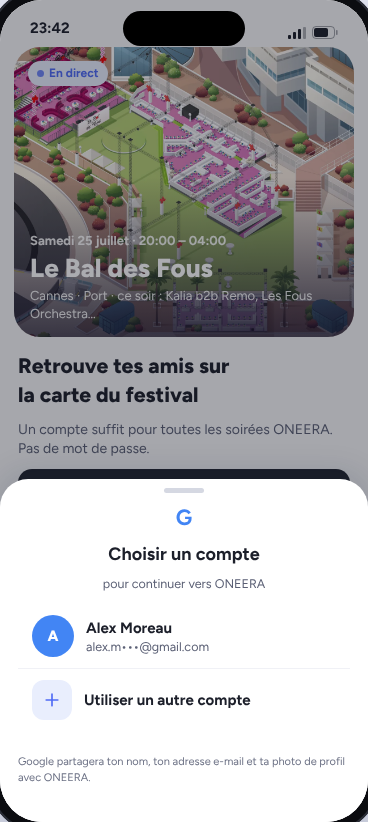 23:42
En direct
Samedi 25 juillet · 20:00 – 04:00
Le Bal des Fous
Cannes · Port · ce soir : Kalia b2b Remo, Les Fous
Orchestra...
Retrouve tes amis sur
la carte du festival
Un compte suffit pour toutes les soirées ONEERA.
Pas de mot de passe.
G
Choisir un compte
pour continuer vers ONEERA
A
Alex Moreau
alex.m•••@gmail.com
Utiliser un autre compte
Google partagera ton nom, ton adresse e-mail et ta photo de profil
avec ONEERA.